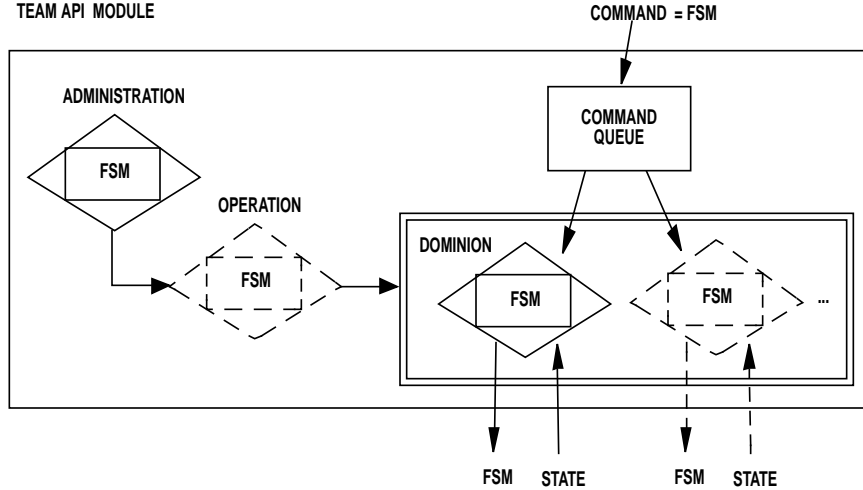 TEAM API MODULE
COMMAND = FSM
ADMINISTRATION
FSM
COMMAND
QUEUE
OPERATION
FSM
DOMINION
FSM
FSM
...
FSM
STATE
FSM
STATE